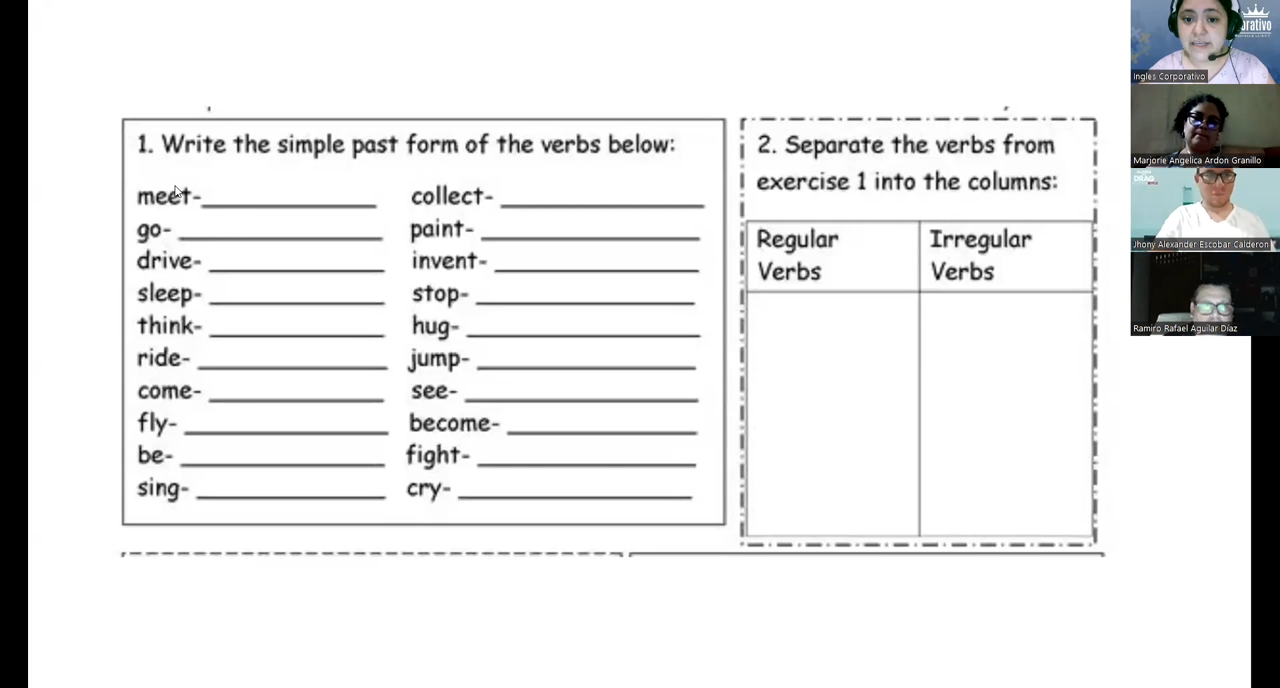 1. Write the simple past form of the verbs below:
meet-
go-
drive-
sleep-
think-
ride-
come-
fly-
be-
sing-
collect-
paint-
invent-
stop-
hug-
jump-
see-
become-
fight-
cry-
2. Separate the verbs from
exercise 1 into the columns:
Regular
Verbs
Irregular
Verbs
Ingles Corporativo
Marjorie Angelica Ardon Granillo
DRAG
Jhony Alexander Escobar Calderon
Ramiro Rafael Aguilar Díaz